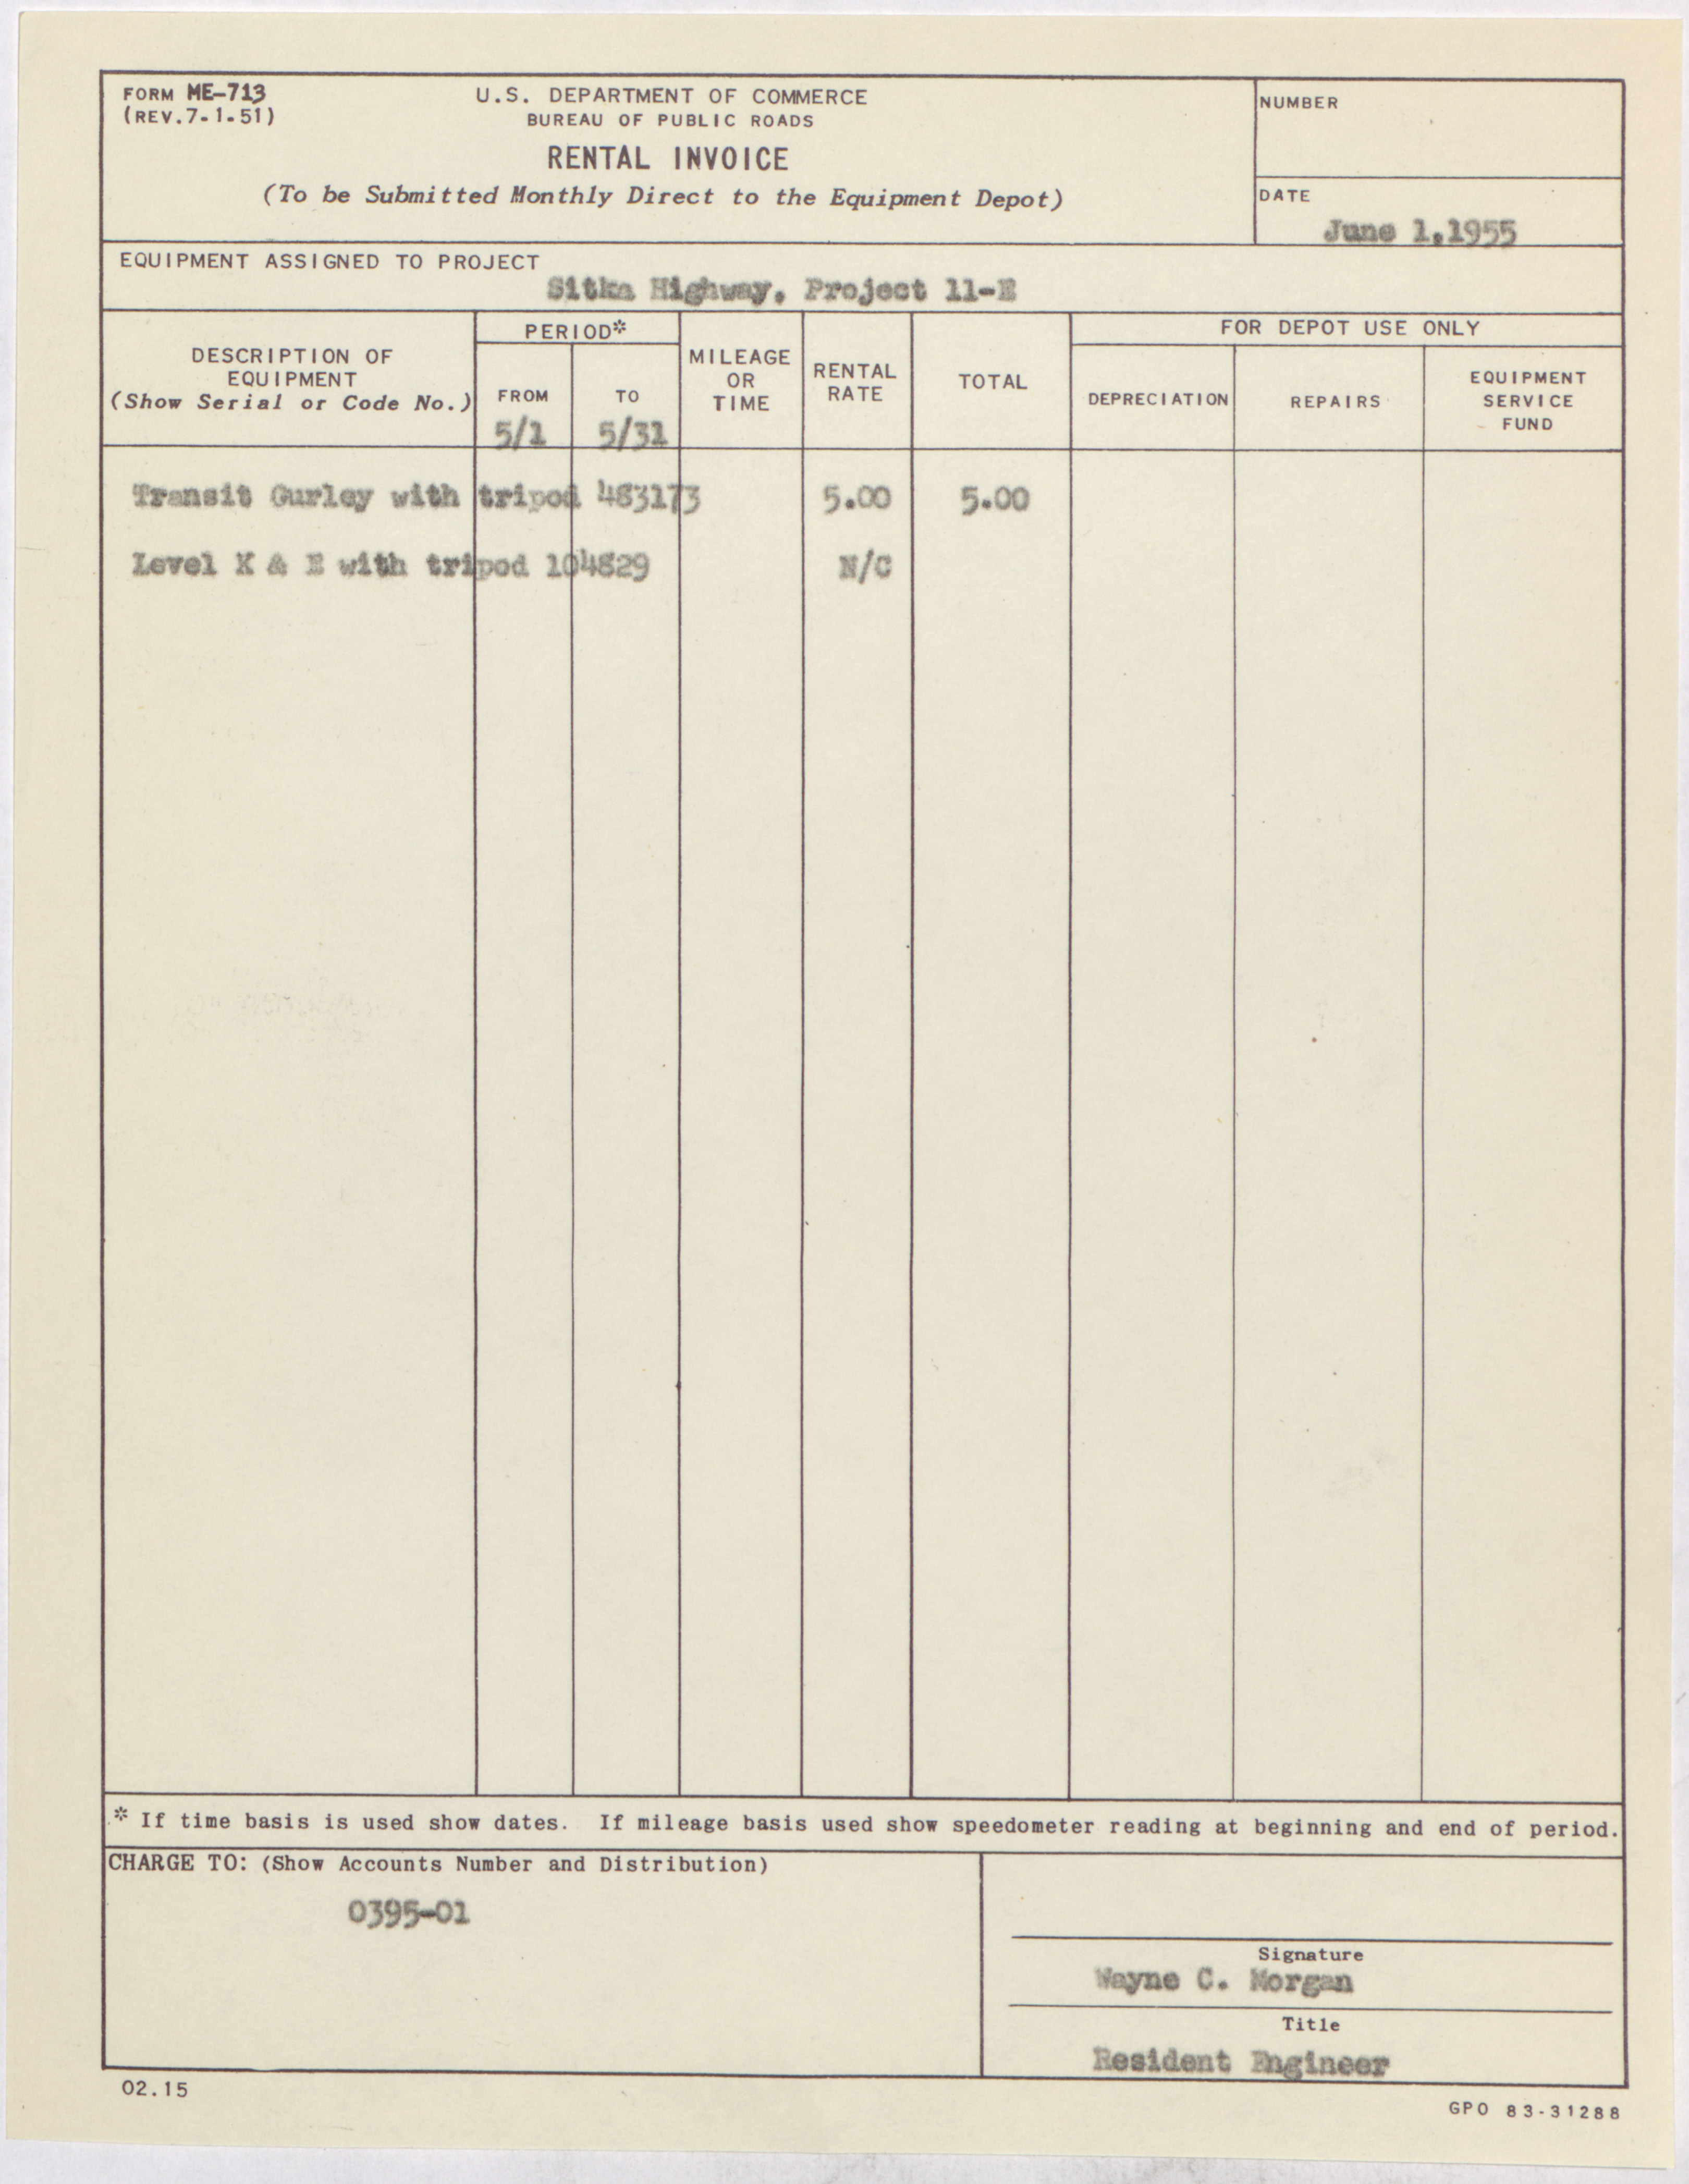 FORM ME-713
(REV.7-1-51)
U.S. DEPARTMENT OF COMMERCE
BUREAU OF PUBLIC ROADS
RENTAL INVOICE
(To be Submitted Monthly Direct to the Equipment Depot)
NUMBER
DATE
June 1,1955
EQUIPMENT ASSIGNED TO PROJECT
Sitka Highway, Project 11-E
DESCRIPTION OF
EQUIPMENT
(Show Serial or Code No.)
PERIOD*
FROM
5/1
TO
5/31
MILEAGE
OR
TIME
RENTAL
RATE
TOTAL
FOR DEPOT USE ONLY
DEPRECIATION
REPAIRS
EQUIPMENT
SERVICE
FUND
Transit Gurley with tripod 483173 5.00 5.00
Level K & E with tripod 104829 N/C
* If time basis is used show dates. If mileage basis used show speedometer reading at beginning and end of period.
CHARGE TO: (Show Accounts Number and Distribution)
0395-01
Signature
Wayne C. Morgan
Title
Resident Engineer
02.15
GPO 83-31288